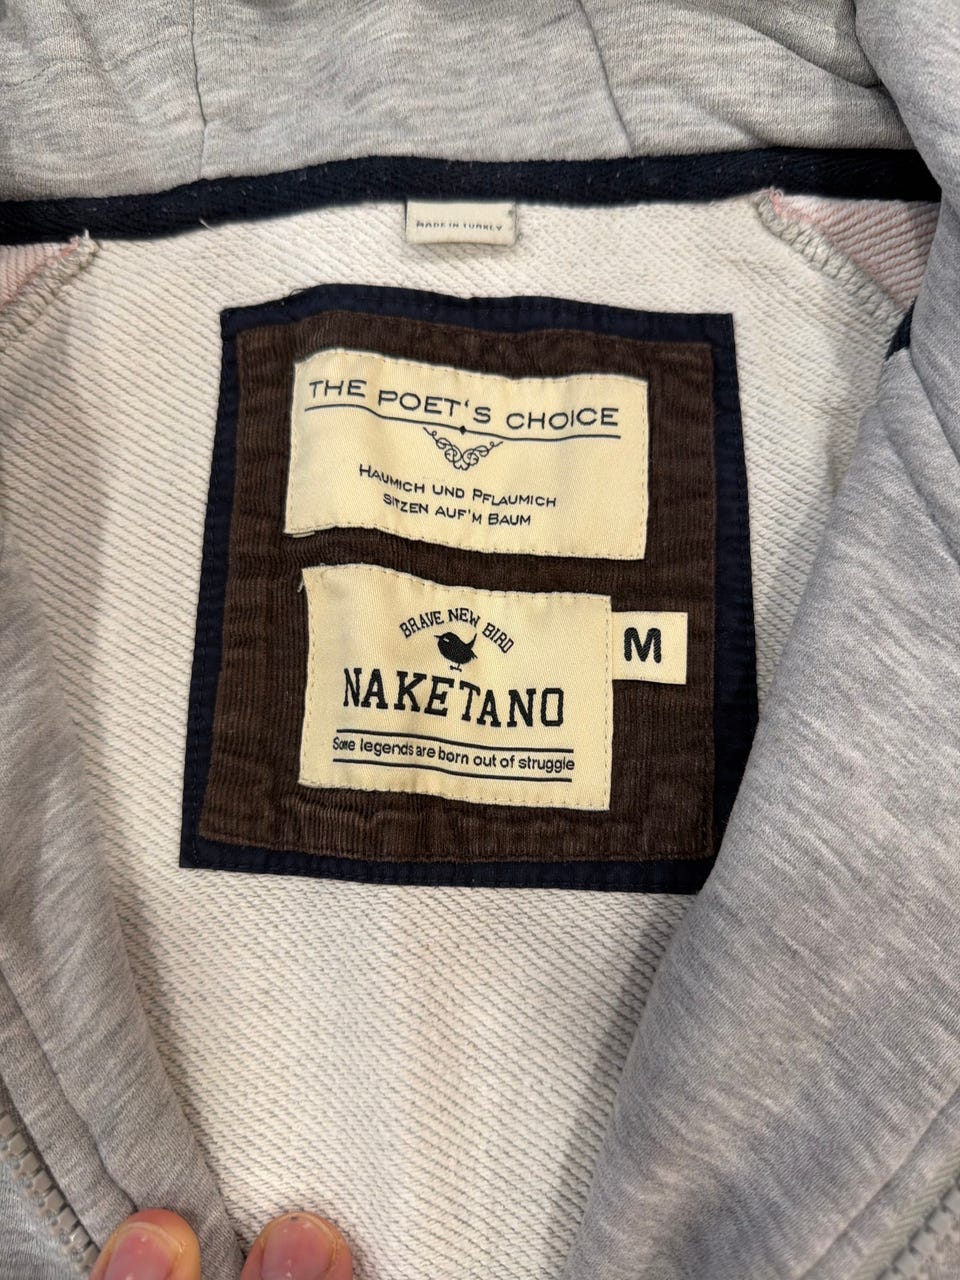 MADE IN TURKEY
THE POET'S CHOICE
HAUMICH UND PFLAUMICH
SITZEN AUF'M BAUM
BRAVE NEW BIRD
NAKETANO
M
Some legends are born out of struggle